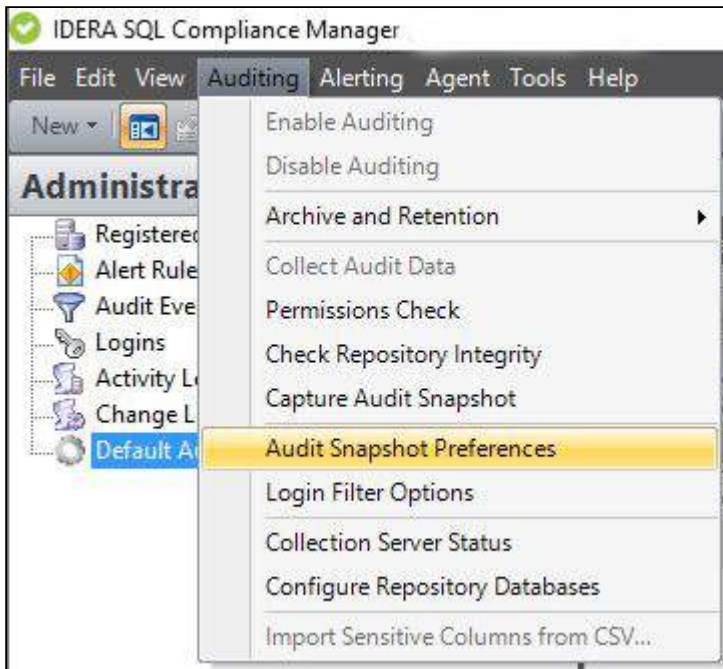 IDERA SQL Compliance Manager
File Edit View Auditing Alerting Agent Tools Help
New
Enable Auditing
Disable Auditing
Archive and Retention
Collect Audit Data
Permissions Check
Check Repository Integrity
Capture Audit Snapshot
Audit Snapshot Preferences
Login Filter Options
Collection Server Status
Configure Repository Databases
Import Sensitive Columns from CSV...
Administra
Registered
Alert Rule
Audit Eve
Logins
Activity L
Change L
Default A